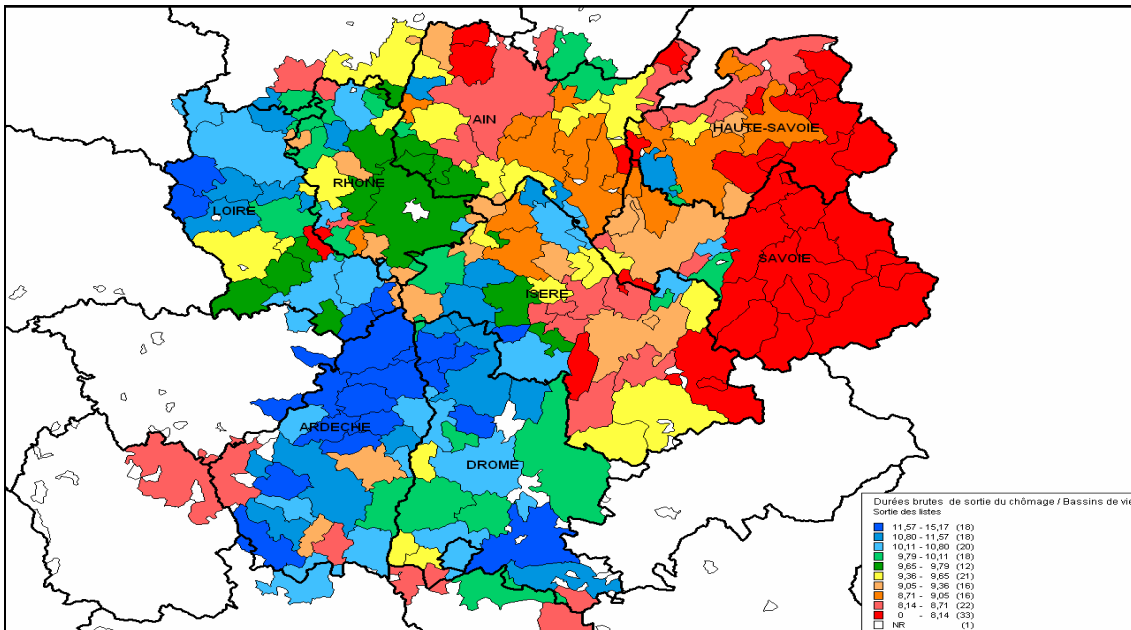 AIN
HAUTE-SAVOIE
RHONE
LOIRE
SAVOIE
ISERE
ARDECHE
DROME
Durées brutes de sortie du chômage / Bassins de vie
Sortie des listes
11,57 - 15,17 (18)
10,80 - 11,57 (18)
10,11 - 10,80 (20)
9,79 - 10,11 (18)
9,65 - 9,79 (12)
9,36 - 9,65 (21)
9,05 - 9,36 (16)
8,71 - 9,05 (16)
8,14 - 8,71 (22)
0 - 8,14 (33)
NR (1)